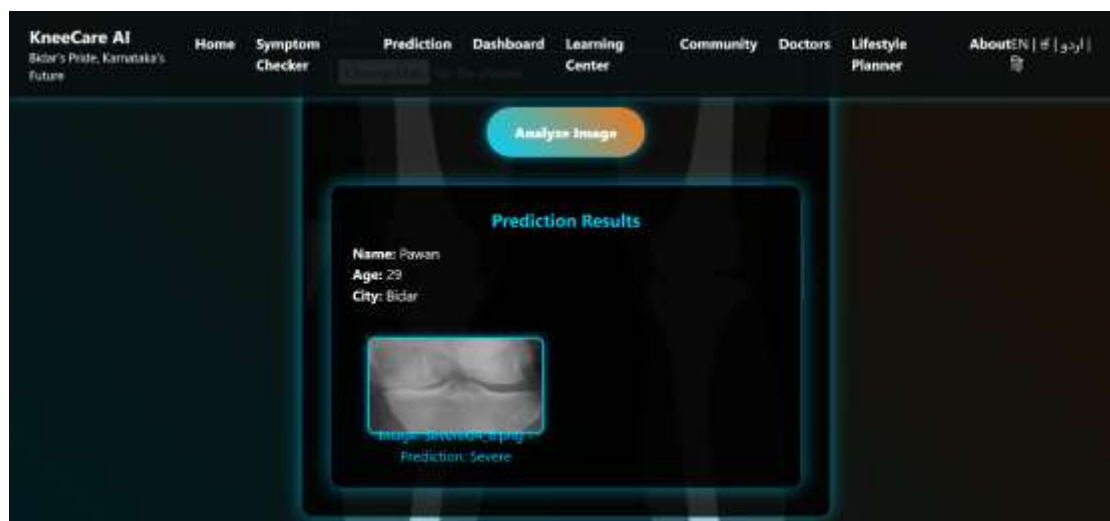 KneeCare AI
Bidar's Pride, Karnataka's
Future
Home
Symptom
Checker
Prediction
Dashboard
Learning
Center
Community
Doctors
Lifestyle
Planner
About
EN | ಕ | اردو |
हि
Analyze Image
Prediction Results
Name: Pawan
Age: 29
City: Bidar
Image:
Prediction: Severe